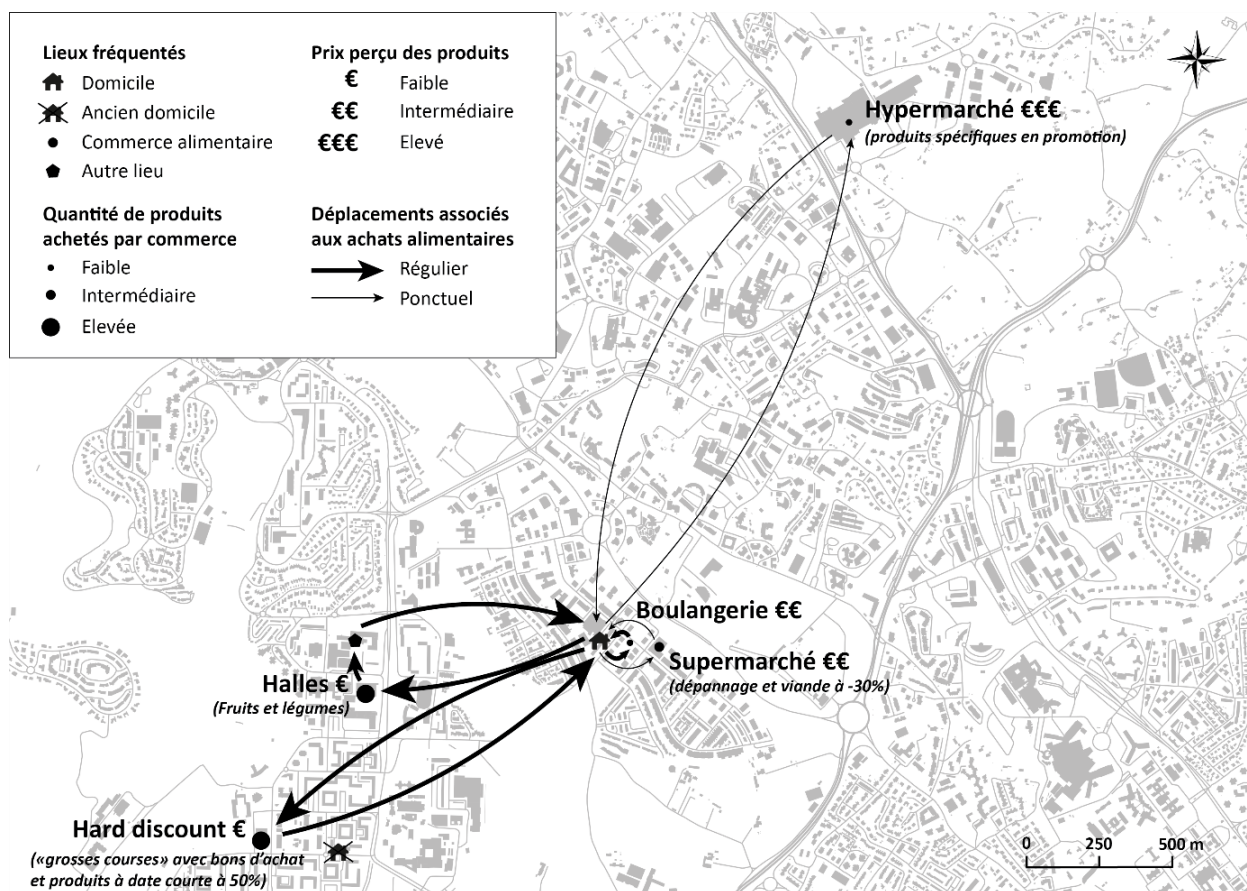 Lieux fréquentés
Domicile
Ancien domicile
Commerce alimentaire
Autre lieu
Quantité de produits
achetés par commerce
Faible
Intermédiaire
Elevée
Prix perçu des produits
€ Faible
€€ Intermédiaire
€€€ Elevé
Déplacements associés
aux achats alimentaires
Régulier
Ponctuel
Hypermarché €€€
(produits spécifiques en promotion)
Boulangerie €€
Supermarché €€
(dépannage et viande à -30%)
Halles €
(Fruits et légumes)
Hard discount €
(«grosses courses» avec bons d'achat
et produits à date courte à 50%)
0 250 500 m